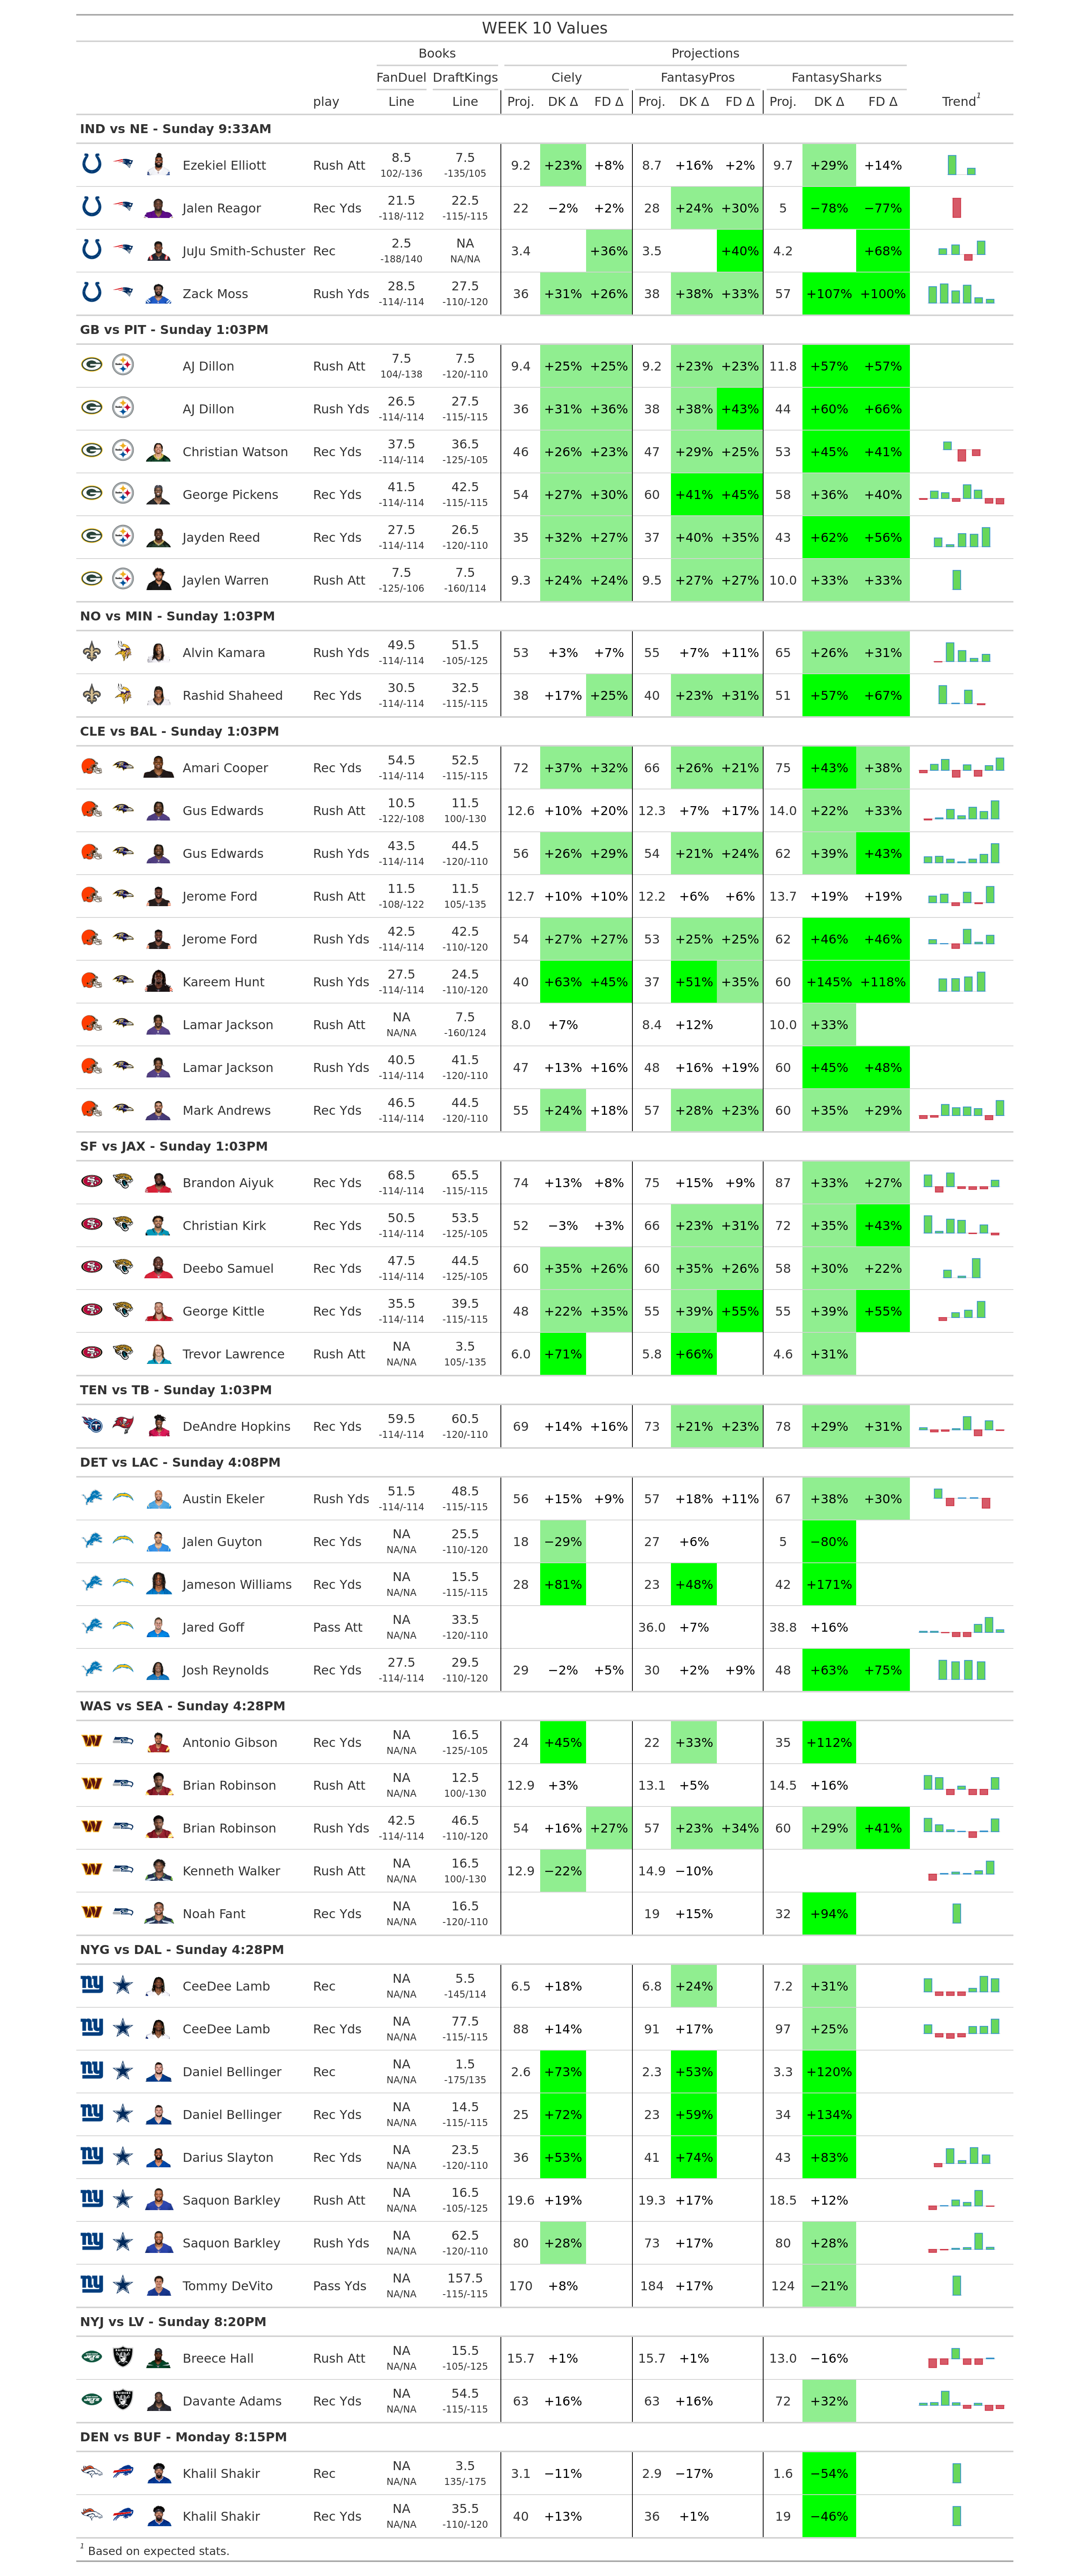 WEEK 10 Values
Books Projections
FanDuel DraftKings Ciely FantasyPros FantasySharks
play Line Line Proj. DK Δ FD Δ Proj. DK Δ FD Δ Proj. DK Δ FD Δ Trend1
IND vs NE - Sunday 9:33AM
Ezekiel Elliott Rush Att 8.5 7.5 9.2 +23% +8% 8.7 +16% +2% 9.7 +29% +14%
102/-136 -135/105
Jalen Reagor Rec Yds 21.5 22.5 22 −2% +2% 28 +24% +30% 5 −78% −77%
-118/-112 -115/-115
JuJu Smith-Schuster Rec 2.5 NA 3.4 +36% 3.5 +40% 4.2 +68%
-188/140 NA/NA
Zack Moss Rush Yds 28.5 27.5 36 +31% +26% 38 +38% +33% 57 +107% +100%
-114/-114 -110/-120
GB vs PIT - Sunday 1:03PM
AJ Dillon Rush Att 7.5 7.5 9.4 +25% +25% 9.2 +23% +23% 11.8 +57% +57%
104/-138 -120/-110
AJ Dillon Rush Yds 26.5 27.5 36 +31% +36% 38 +38% +43% 44 +60% +66%
-114/-114 -115/-115
Christian Watson Rec Yds 37.5 36.5 46 +26% +23% 47 +29% +25% 53 +45% +41%
-114/-114 -125/-105
George Pickens Rec Yds 41.5 42.5 54 +27% +30% 60 +41% +45% 58 +36% +40%
-114/-114 -115/-115
Jayden Reed Rec Yds 27.5 26.5 35 +32% +27% 37 +40% +35% 43 +62% +56%
-114/-114 -120/-110
Jaylen Warren Rush Att 7.5 7.5 9.3 +24% +24% 9.5 +27% +27% 10.0 +33% +33%
-125/-106 -160/114
NO vs MIN - Sunday 1:03PM
Alvin Kamara Rush Yds 49.5 51.5 53 +3% +7% 55 +7% +11% 65 +26% +31%
-114/-114 -105/-125
Rashid Shaheed Rec Yds 30.5 32.5 38 +17% +25% 40 +23% +31% 51 +57% +67%
-114/-114 -115/-115
CLE vs BAL - Sunday 1:03PM
Amari Cooper Rec Yds 54.5 52.5 72 +37% +32% 66 +26% +21% 75 +43% +38%
-114/-114 -115/-115
Gus Edwards Rush Att 10.5 11.5 12.6 +10% +20% 12.3 +7% +17% 14.0 +22% +33%
-122/-108 100/-130
Gus Edwards Rush Yds 43.5 44.5 56 +26% +29% 54 +21% +24% 62 +39% +43%
-114/-114 -120/-110
Jerome Ford Rush Att 11.5 11.5 12.7 +10% +10% 12.2 +6% +6% 13.7 +19% +19%
-108/-122 105/-135
Jerome Ford Rush Yds 42.5 42.5 54 +27% +27% 53 +25% +25% 62 +46% +46%
-114/-114 -110/-120
Kareem Hunt Rush Yds 27.5 24.5 40 +63% +45% 37 +51% +35% 60 +145% +118%
-114/-114 -110/-120
Lamar Jackson Rush Att NA 7.5 8.0 +7% 8.4 +12% 10.0 +33%
NA/NA -160/124
Lamar Jackson Rush Yds 40.5 41.5 47 +13% +16% 48 +16% +19% 60 +45% +48%
-114/-114 -120/-110
Mark Andrews Rec Yds 46.5 44.5 55 +24% +18% 57 +28% +23% 60 +35% +29%
-114/-114 -120/-110
SF vs JAX - Sunday 1:03PM
Brandon Aiyuk Rec Yds 68.5 65.5 74 +13% +8% 75 +15% +9% 87 +33% +27%
-114/-114 -115/-115
Christian Kirk Rec Yds 50.5 53.5 52 −3% +3% 66 +23% +31% 72 +35% +43%
-114/-114 -125/-105
Deebo Samuel Rec Yds 47.5 44.5 60 +35% +26% 60 +35% +26% 58 +30% +22%
-114/-114 -125/-105
George Kittle Rec Yds 35.5 39.5 48 +22% +35% 55 +39% +55% 55 +39% +55%
-114/-114 -115/-115
Trevor Lawrence Rush Att NA 3.5 6.0 +71% 5.8 +66% 4.6 +31%
NA/NA 105/-135
TEN vs TB - Sunday 1:03PM
DeAndre Hopkins Rec Yds 59.5 60.5 69 +14% +16% 73 +21% +23% 78 +29% +31%
-114/-114 -120/-110
DET vs LAC - Sunday 4:08PM
Austin Ekeler Rush Yds 51.5 48.5 56 +15% +9% 57 +18% +11% 67 +38% +30%
-114/-114 -115/-115
Jalen Guyton Rec Yds NA 25.5 18 −29% 27 +6% 5 −80%
NA/NA -110/-120
Jameson Williams Rec Yds NA 15.5 28 +81% 23 +48% 42 +171%
NA/NA -115/-115
Jared Goff Pass Att NA 33.5 36.0 +7% 38.8 +16%
NA/NA -120/-110
Josh Reynolds Rec Yds 27.5 29.5 29 −2% +5% 30 +2% +9% 48 +63% +75%
-114/-114 -110/-120
WAS vs SEA - Sunday 4:28PM
Antonio Gibson Rec Yds NA 16.5 24 +45% 22 +33% 35 +112%
NA/NA -125/-105
Brian Robinson Rush Att NA 12.5 12.9 +3% 13.1 +5% 14.5 +16%
NA/NA 100/-130
Brian Robinson Rush Yds 42.5 46.5 54 +16% +27% 57 +23% +34% 60 +29% +41%
-114/-114 -110/-120
Kenneth Walker Rush Att NA 16.5 12.9 −22% 14.9 −10%
NA/NA 100/-130
Noah Fant Rec Yds NA 16.5 19 +15% 32 +94%
NA/NA -120/-110
NYG vs DAL - Sunday 4:28PM
CeeDee Lamb Rec NA 5.5 6.5 +18% 6.8 +24% 7.2 +31%
NA/NA -145/114
CeeDee Lamb Rec Yds NA 77.5 88 +14% 91 +17% 97 +25%
NA/NA -115/-115
Daniel Bellinger Rec NA 1.5 2.6 +73% 2.3 +53% 3.3 +120%
NA/NA -175/135
Daniel Bellinger Rec Yds NA 14.5 25 +72% 23 +59% 34 +134%
NA/NA -115/-115
Darius Slayton Rec Yds NA 23.5 36 +53% 41 +74% 43 +83%
NA/NA -120/-110
Saquon Barkley Rush Att NA 16.5 19.6 +19% 19.3 +17% 18.5 +12%
NA/NA -105/-125
Saquon Barkley Rush Yds NA 62.5 80 +28% 73 +17% 80 +28%
NA/NA -120/-110
Tommy DeVito Pass Yds NA 157.5 170 +8% 184 +17% 124 −21%
NA/NA -115/-115
NYJ vs LV - Sunday 8:20PM
Breece Hall Rush Att NA 15.5 15.7 +1% 15.7 +1% 13.0 −16%
NA/NA -105/-125
Davante Adams Rec Yds NA 54.5 63 +16% 63 +16% 72 +32%
NA/NA -115/-115
DEN vs BUF - Monday 8:15PM
Khalil Shakir Rec NA 3.5 3.1 −11% 2.9 −17% 1.6 −54%
NA/NA 135/-175
Khalil Shakir Rec Yds NA 35.5 40 +13% 36 +1% 19 −46%
NA/NA -110/-120
1 Based on expected stats.